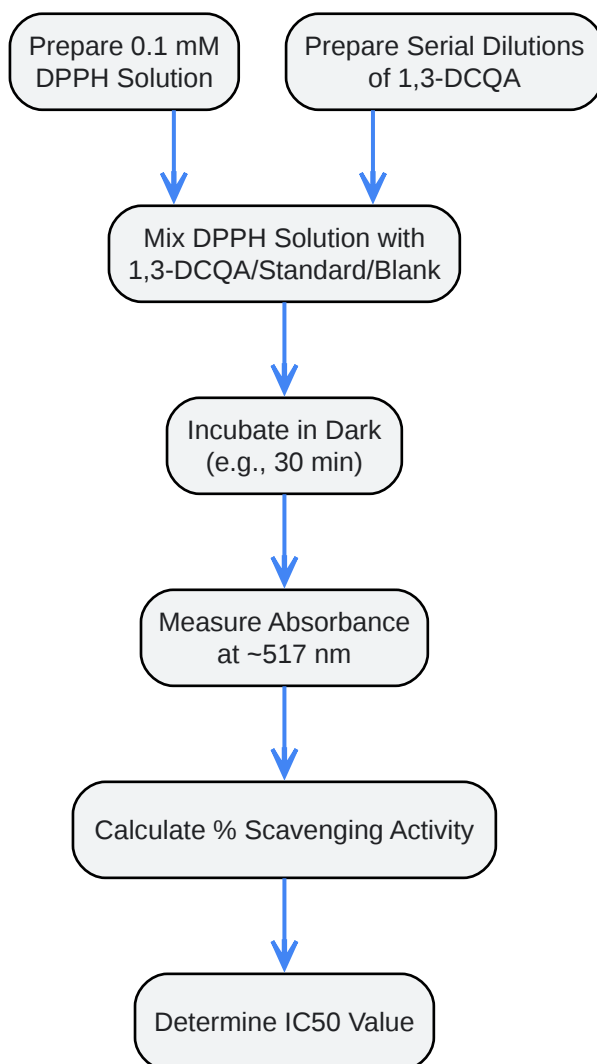 Prepare 0.1 mM
DPPH Solution
Prepare Serial Dilutions
of 1,3-DCQA
Mix DPPH Solution with
1,3-DCQA/Standard/Blank
Incubate in Dark
(e.g., 30 min)
Measure Absorbance
at ~517 nm
Calculate % Scavenging Activity
Determine IC50 Value